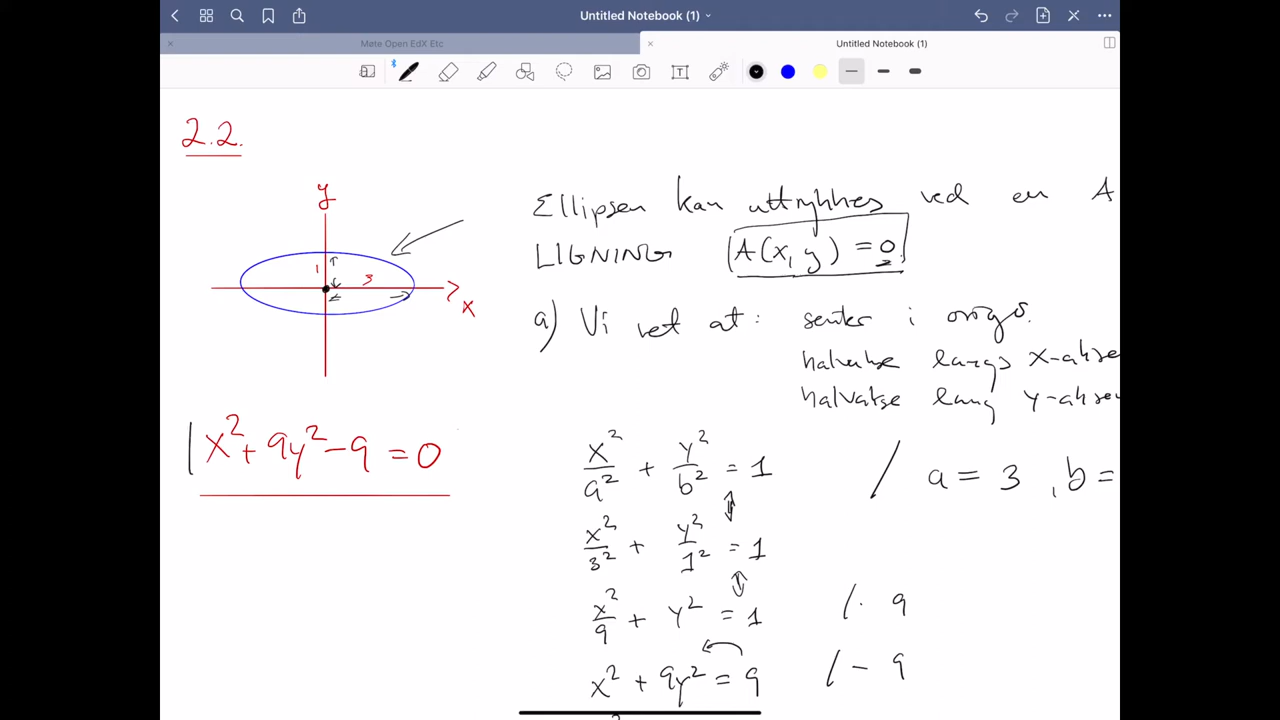 Untitled Notebook (1)
Møte Open EdX Etc
Untitled Notebook (1)
2.2.
y
1
3
x
Ellipsen kan uttrykkes ved en A
LIGNING A(x, y) = 0.
a) Vi vet at: senter i origo.
halvakse langs x-akse
halvakse lang y-aksen
x²/a² + y²/b² = 1 / a = 3, b =
x² + 9y² - 9 = 0
x²/3² + y²/1² = 1
x²/9 + y² = 1 /· 9
x² + 9y² = 9 / - 9